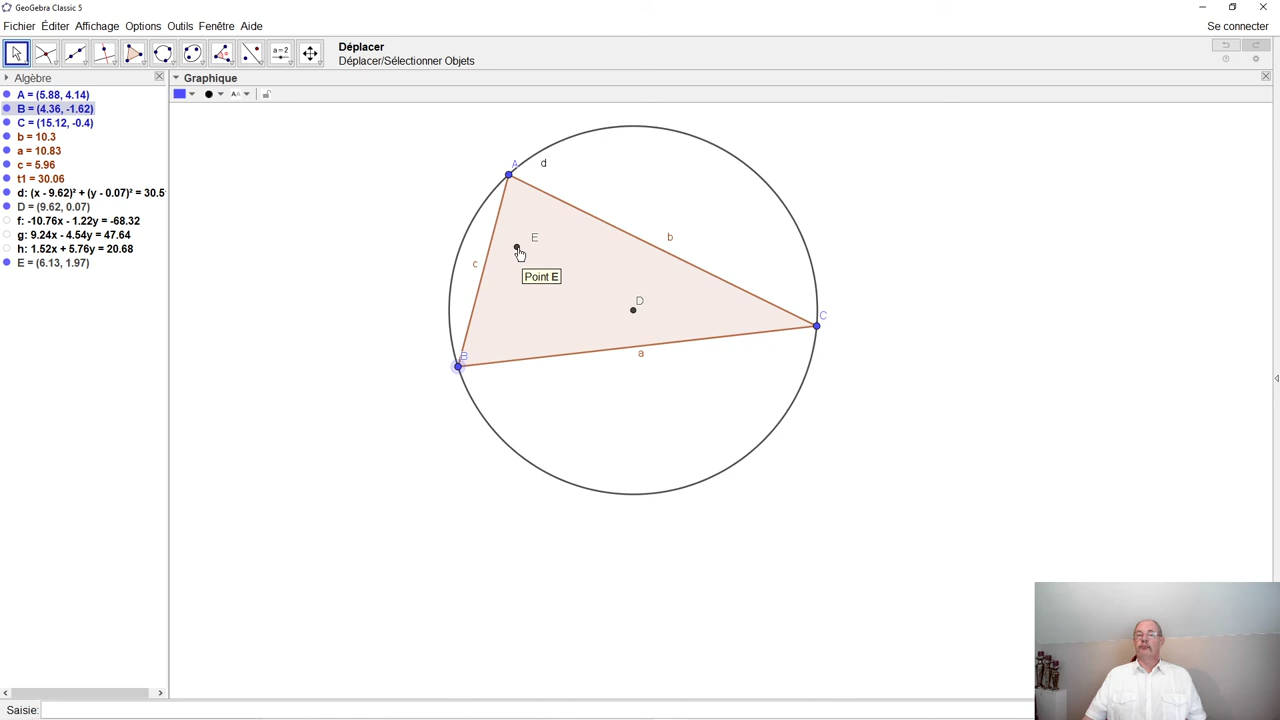 GeoGebra Classic 5
Fichier Éditer Affichage Options Outils Fenêtre Aide
Se connecter
a=2
Déplacer
Déplacer/Sélectionner Objets
Algèbre
Graphique
AA
A = (5.88, 4.14)
B = (4.36, -1.62)
C = (15.12, -0.4)
b = 10.3
a = 10.83
c = 5.96
t1 = 30.06
d: (x - 9.62)² + (y - 0.07)² = 30.5
D = (9.62, 0.07)
f: -10.76x - 1.22y = -68.32
g: 9.24x - 4.54y = 47.64
h: 1.52x + 5.76y = 20.68
E = (6.13, 1.97)
A
d
E
b
c
Point E
D
C
B
a
Saisie: